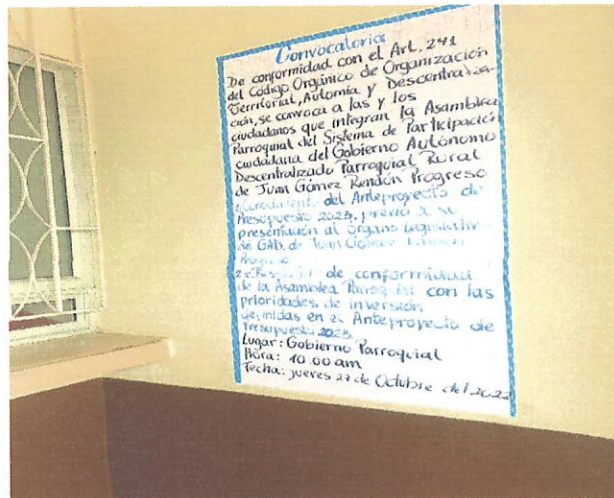 Convocatoria
De conformidad con el Art. 241
del Código Orgánico de Organización
Territorial, Automia y Descentraliza-
ción, se convoca a las y los
ciudadanos que integran la Asamblea
Parroquial del Sistema de Participación
ciudadana del Gobierno Autónomo
Descentralizado Parroquial Rural
de Juan Gómez Rendón Progreso
del Anteproyecto de
Presupuesto 2023, previo a su
presentación al órgano legislativo
de GAD. de Juan Gómez Rendón
Progreso
de conformidad
de la Asamblea Parroquial con las
prioridades de inversión
definidas en el Anteproyecto de
Presupuesto 2023.
Lugar: Gobierno Parroquial
Hora: 10.00 am
Fecha: jueves 27 de Octubre del 2022